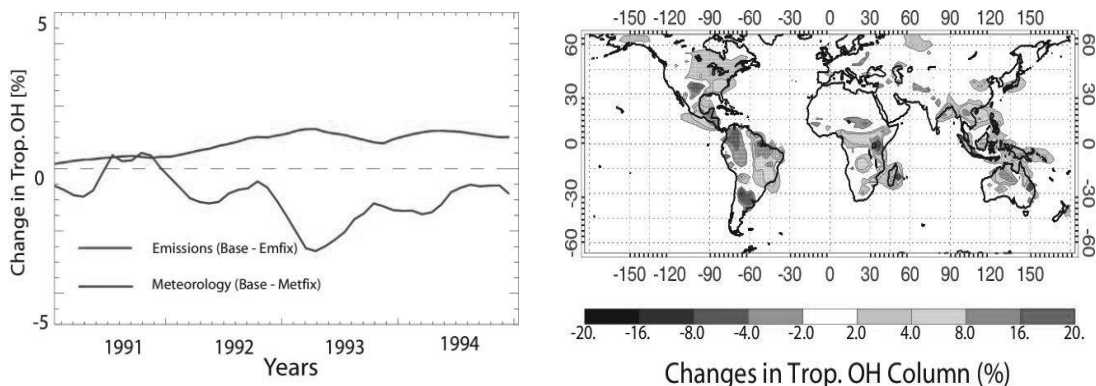 5
0
-5
Change in Trop. OH [%]
Emissions (Base - Emfix)
Meteorology (Base - Metfix)
1991 1992 1993 1994
Years
-150 -120 -90 -60 -30 0 30 60 90 120 150
60
30
0
-30
-60
60
30
0
-30
-60
-150 -120 -90 -60 -30 0 30 60 90 120 150
-20. -16. -8.0 -4.0 -2.0 2.0 4.0 8.0 16. 20.
Changes in Trop. OH Column (%)